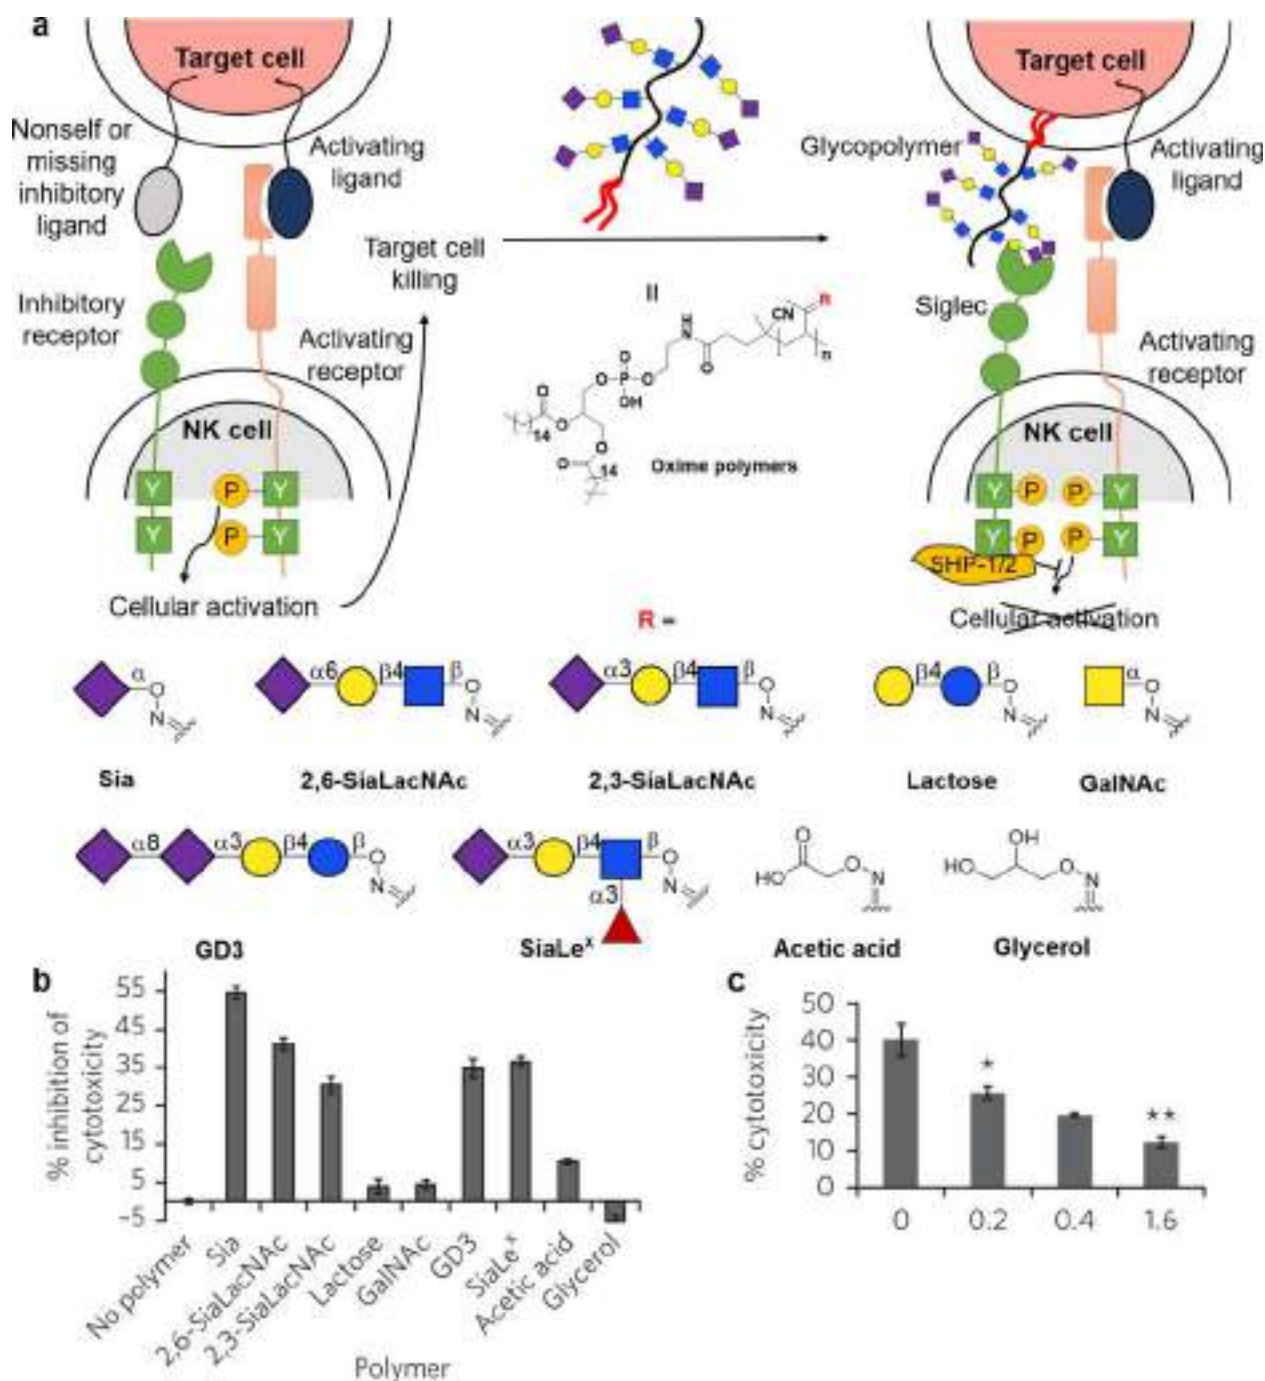 a
Target cell
Nonself or
missing
inhibitory
ligand
Activating
ligand
Inhibitory
receptor
Activating
receptor
NK cell
Y
P
Y
Y
P
Y
Cellular activation
Target cell
killing
R
CN
n
H
N
O
O
P
O
OH
O
O
O
14
O
O
14
Oxime polymers
Target cell
Glycopolymer
Activating
ligand
Siglec
Activating
receptor
NK cell
Y
P
P
Y
Y
P
P
Y
SHP-1/2
Cellular activation
R =
α
O
N
α6
β4
β
O
N
α3
β4
β
O
N
β4
β
O
N
α
O
N
Sia
2,6-SiaLacNAc
2,3-SiaLacNAc
Lactose
GalNAc
α8
α3
β4
β
O
N
α3
β4
β
O
N
α3
O
HO
O
N
OH
HO
O
N
GD3
SiaLeˣ
Acetic acid
Glycerol
b
% inhibition of
cytotoxicity
55
45
35
25
15
5
-5
No polymer
Sia
2,6-SiaLacNAc
2,3-SiaLacNAc
Lactose
GalNAc
GD3
SiaLeˣ
Acetic acid
Glycerol
Polymer
c
% cytotoxicity
50
40
30
20
10
0
*
**
0
0.2
0.4
1.6